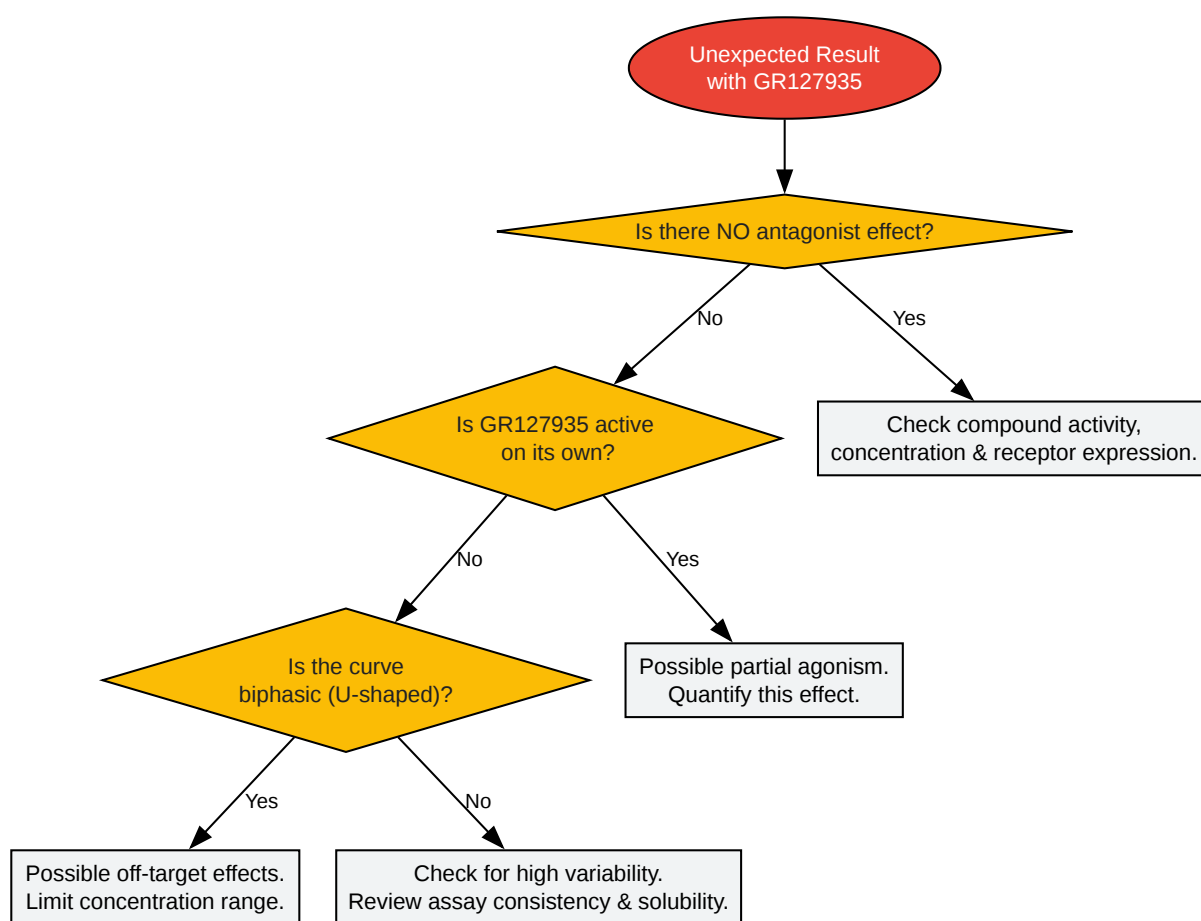 Unexpected Result
with GR127935
Is there NO antagonist effect?
No
Yes
Is GR127935 active
on its own?
Check compound activity,
concentration & receptor expression.
No
Yes
Is the curve
biphasic (U-shaped)?
Possible partial agonism.
Quantify this effect.
Yes
No
Possible off-target effects.
Limit concentration range.
Check for high variability.
Review assay consistency & solubility.